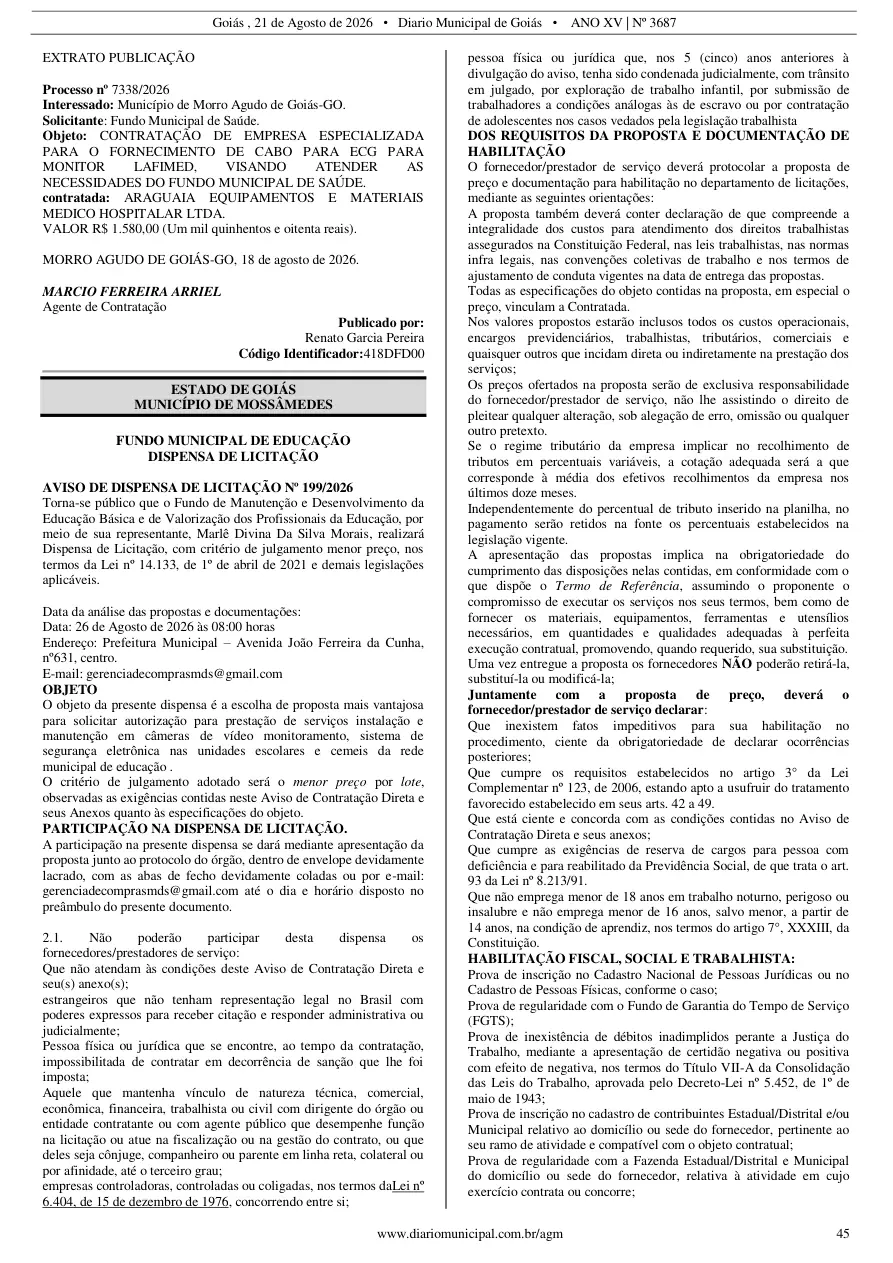 Goiás , 21 de Agosto de 2026 • Diario Municipal de Goiás • ANO XV | Nº 3687
EXTRATO PUBLICAÇÃO
Processo nº 7338/2026
Interessado: Município de Morro Agudo de Goiás-GO.
Solicitante: Fundo Municipal de Saúde.
Objeto: CONTRATAÇÃO DE EMPRESA ESPECIALIZADA
PARA O FORNECIMENTO DE CABO PARA ECG PARA
MONITOR LAFIMED, VISANDO ATENDER AS
NECESSIDADES DO FUNDO MUNICIPAL DE SAÚDE.
contratada: ARAGUAIA EQUIPAMENTOS E MATERIAIS
MEDICO HOSPITALAR LTDA.
VALOR R$ 1.580,00 (Um mil quinhentos e oitenta reais).
MORRO AGUDO DE GOIÁS-GO, 18 de agosto de 2026.
MARCIO FERREIRA ARRIEL
Agente de Contratação
Publicado por:
Renato Garcia Pereira
Código Identificador:418DFD00
ESTADO DE GOIÁS
MUNICÍPIO DE MOSSÂMEDES
FUNDO MUNICIPAL DE EDUCAÇÃO
DISPENSA DE LICITAÇÃO
AVISO DE DISPENSA DE LICITAÇÃO Nº 199/2026
Torna-se público que o Fundo de Manutenção e Desenvolvimento da
Educação Básica e de Valorização dos Profissionais da Educação, por
meio de sua representante, Marlê Divina Da Silva Morais, realizará
Dispensa de Licitação, com critério de julgamento menor preço, nos
termos da Lei nº 14.133, de 1º de abril de 2021 e demais legislações
aplicáveis.
Data da análise das propostas e documentações:
Data: 26 de Agosto de 2026 às 08:00 horas
Endereço: Prefeitura Municipal – Avenida João Ferreira da Cunha,
nº631, centro.
E-mail: gerenciadecomprasmds@gmail.com
OBJETO
O objeto da presente dispensa é a escolha de proposta mais vantajosa
para solicitar autorização para prestação de serviços instalação e
manutenção em câmeras de vídeo monitoramento, sistema de
segurança eletrônica nas unidades escolares e cemeis da rede
municipal de educação .
O critério de julgamento adotado será o menor preço por lote,
observadas as exigências contidas neste Aviso de Contratação Direta e
seus Anexos quanto às especificações do objeto.
PARTICIPAÇÃO NA DISPENSA DE LICITAÇÃO.
A participação na presente dispensa se dará mediante apresentação da
proposta junto ao protocolo do órgão, dentro de envelope devidamente
lacrado, com as abas de fecho devidamente coladas ou por e-mail:
gerenciadecomprasmds@gmail.com até o dia e horário disposto no
preâmbulo do presente documento.
2.1. Não poderão participar desta dispensa os
fornecedores/prestadores de serviço:
Que não atendam às condições deste Aviso de Contratação Direta e
seu(s) anexo(s);
estrangeiros que não tenham representação legal no Brasil com
poderes expressos para receber citação e responder administrativa ou
judicialmente;
Pessoa física ou jurídica que se encontre, ao tempo da contratação,
impossibilitada de contratar em decorrência de sanção que lhe foi
imposta;
Aquele que mantenha vínculo de natureza técnica, comercial,
econômica, financeira, trabalhista ou civil com dirigente do órgão ou
entidade contratante ou com agente público que desempenhe função
na licitação ou atue na fiscalização ou na gestão do contrato, ou que
deles seja cônjuge, companheiro ou parente em linha reta, colateral ou
por afinidade, até o terceiro grau;
empresas controladoras, controladas ou coligadas, nos termos daLei nº
6.404, de 15 de dezembro de 1976, concorrendo entre si;
pessoa física ou jurídica que, nos 5 (cinco) anos anteriores à
divulgação do aviso, tenha sido condenada judicialmente, com trânsito
em julgado, por exploração de trabalho infantil, por submissão de
trabalhadores a condições análogas às de escravo ou por contratação
de adolescentes nos casos vedados pela legislação trabalhista
DOS REQUISITOS DA PROPOSTA E DOCUMENTAÇÃO DE
HABILITAÇÃO
O fornecedor/prestador de serviço deverá protocolar a proposta de
preço e documentação para habilitação no departamento de licitações,
mediante as seguintes orientações:
A proposta também deverá conter declaração de que compreende a
integralidade dos custos para atendimento dos direitos trabalhistas
assegurados na Constituição Federal, nas leis trabalhistas, nas normas
infra legais, nas convenções coletivas de trabalho e nos termos de
ajustamento de conduta vigentes na data de entrega das propostas.
Todas as especificações do objeto contidas na proposta, em especial o
preço, vinculam a Contratada.
Nos valores propostos estarão inclusos todos os custos operacionais,
encargos previdenciários, trabalhistas, tributários, comerciais e
quaisquer outros que incidam direta ou indiretamente na prestação dos
serviços;
Os preços ofertados na proposta serão de exclusiva responsabilidade
do fornecedor/prestador de serviço, não lhe assistindo o direito de
pleitear qualquer alteração, sob alegação de erro, omissão ou qualquer
outro pretexto.
Se o regime tributário da empresa implicar no recolhimento de
tributos em percentuais variáveis, a cotação adequada será a que
corresponde à média dos efetivos recolhimentos da empresa nos
últimos doze meses.
Independentemente do percentual de tributo inserido na planilha, no
pagamento serão retidos na fonte os percentuais estabelecidos na
legislação vigente.
A apresentação das propostas implica na obrigatoriedade do
cumprimento das disposições nelas contidas, em conformidade com o
que dispõe o Termo de Referência, assumindo o proponente o
compromisso de executar os serviços nos seus termos, bem como de
fornecer os materiais, equipamentos, ferramentas e utensílios
necessários, em quantidades e qualidades adequadas à perfeita
execução contratual, promovendo, quando requerido, sua substituição.
Uma vez entregue a proposta os fornecedores NÃO poderão retirá-la,
substituí-la ou modificá-la;
Juntamente com a proposta de preço, deverá o
fornecedor/prestador de serviço declarar:
Que inexistem fatos impeditivos para sua habilitação no
procedimento, ciente da obrigatoriedade de declarar ocorrências
posteriores;
Que cumpre os requisitos estabelecidos no artigo 3° da Lei
Complementar nº 123, de 2006, estando apto a usufruir do tratamento
favorecido estabelecido em seus arts. 42 a 49.
Que está ciente e concorda com as condições contidas no Aviso de
Contratação Direta e seus anexos;
Que cumpre as exigências de reserva de cargos para pessoa com
deficiência e para reabilitado da Previdência Social, de que trata o art.
93 da Lei nº 8.213/91.
Que não emprega menor de 18 anos em trabalho noturno, perigoso ou
insalubre e não emprega menor de 16 anos, salvo menor, a partir de
14 anos, na condição de aprendiz, nos termos do artigo 7°, XXXIII, da
Constituição.
HABILITAÇÃO FISCAL, SOCIAL E TRABALHISTA:
Prova de inscrição no Cadastro Nacional de Pessoas Jurídicas ou no
Cadastro de Pessoas Físicas, conforme o caso;
Prova de regularidade com o Fundo de Garantia do Tempo de Serviço
(FGTS);
Prova de inexistência de débitos inadimplidos perante a Justiça do
Trabalho, mediante a apresentação de certidão negativa ou positiva
com efeito de negativa, nos termos do Título VII-A da Consolidação
das Leis do Trabalho, aprovada pelo Decreto-Lei nº 5.452, de 1º de
maio de 1943;
Prova de inscrição no cadastro de contribuintes Estadual/Distrital e/ou
Municipal relativo ao domicílio ou sede do fornecedor, pertinente ao
seu ramo de atividade e compatível com o objeto contratual;
Prova de regularidade com a Fazenda Estadual/Distrital e Municipal
do domicílio ou sede do fornecedor, relativa à atividade em cujo
exercício contrata ou concorre;
www.diariomunicipal.com.br/agm
45